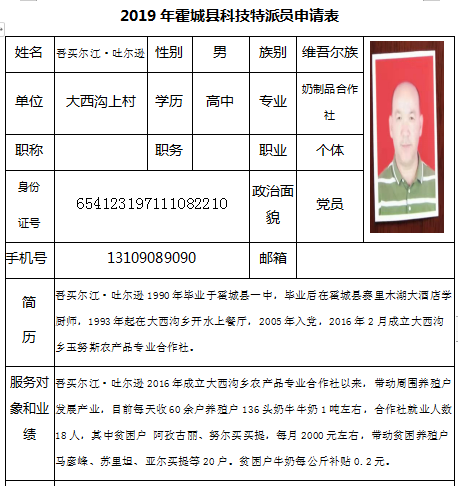 2019 年霍城县科技特派员申请表
姓名 吾买尔江·吐尔逊 性别 男 族别 维吾尔族
单位 大西沟上村 学历 高中 专业 奶制品合作社
职称 职务 职业 个体
身份证号 654123197111082210 政治面貌 党员
手机号 13109089090 邮箱
简历
吾买尔江·吐尔逊 1990 年毕业于霍城县一中，毕业后在霍城县赛里木湖大酒店学
厨师，1993 年起在大西沟乡开水上餐厅，2005 年入党，2016 年 2 月成立大西沟
乡玉努斯农产品专业合作社。
服务对象和业绩
吾买尔江·吐尔逊 2016 年成立大西沟乡农产品专业合作社以来，带动周围养殖户
发展产业，目前每天收 60 余户养殖户 136 头奶牛牛奶 1 吨左右，合作社就业人数
18 人，其中贫困户 阿孜古丽、努尔买买提，每月 2000 元左右，带动贫困养殖户
马彦峰、苏里坦、亚尔买提等 20 户。贫困户牛奶每公斤补贴 0.2 元。